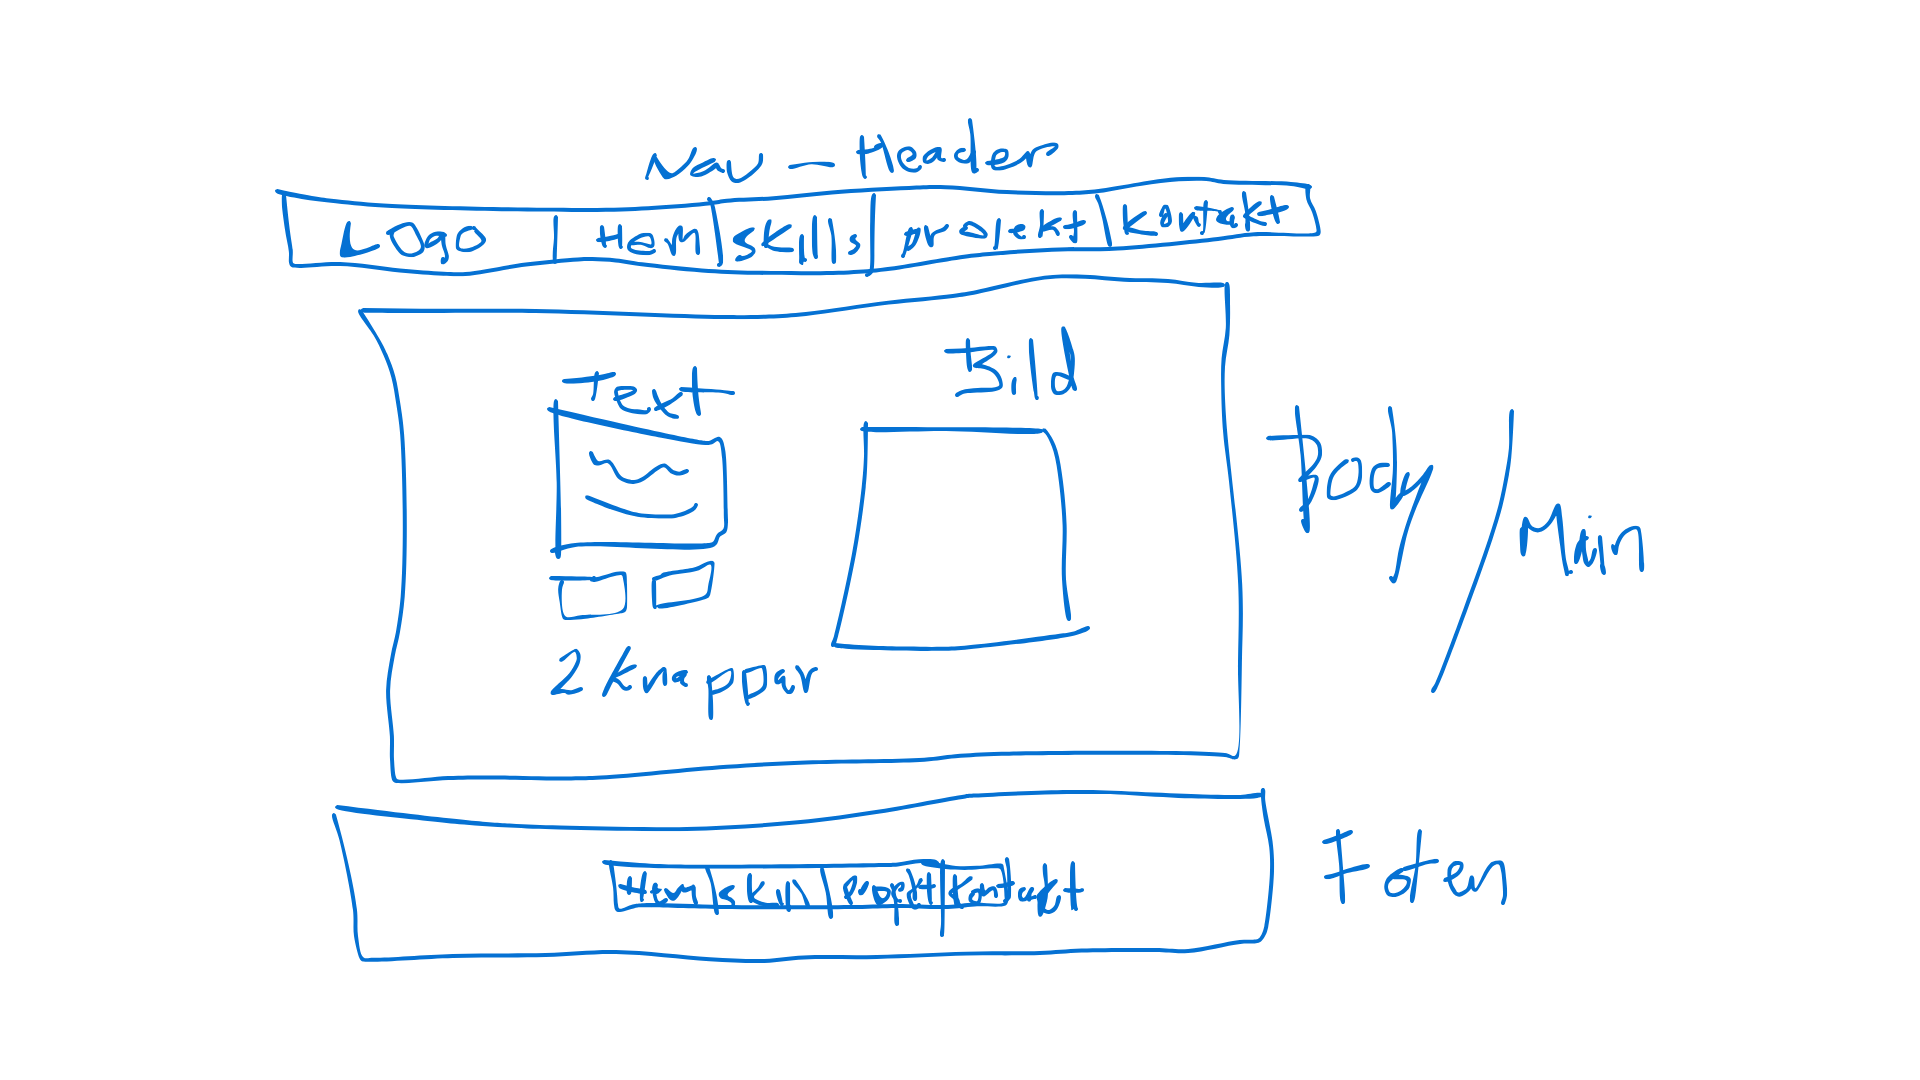 Nav - Header
Logo Hem skills projekt kontakt
Text
Bild
2 knappar
Body / Main
Hem skill projekt kontakt
Foten